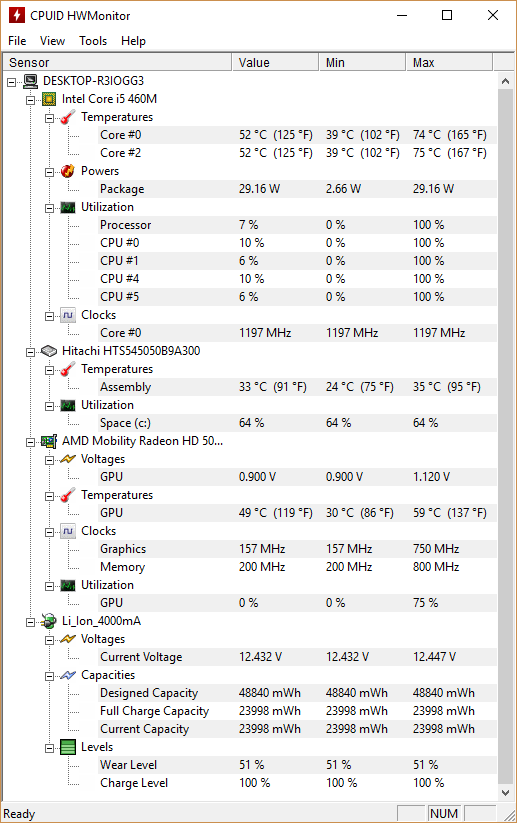 CPUID HWMonitor
File View Tools Help
Sensor Value Min Max
DESKTOP-R3IOGG3
Intel Core i5 460M
Temperatures
Core #0 52 °C (125 °F) 39 °C (102 °F) 74 °C (165 °F)
Core #2 52 °C (125 °F) 39 °C (102 °F) 75 °C (167 °F)
Powers
Package 29.16 W 2.66 W 29.16 W
Utilization
Processor 7 % 0 % 100 %
CPU #0 10 % 0 % 100 %
CPU #1 6 % 0 % 100 %
CPU #4 10 % 0 % 100 %
CPU #5 6 % 0 % 100 %
Clocks
Core #0 1197 MHz 1197 MHz 1197 MHz
Hitachi HTS545050B9A300
Temperatures
Assembly 33 °C (91 °F) 24 °C (75 °F) 35 °C (95 °F)
Utilization
Space (c:) 64 % 64 % 64 %
AMD Mobility Radeon HD 50...
Voltages
GPU 0.900 V 0.900 V 1.120 V
Temperatures
GPU 49 °C (119 °F) 30 °C (86 °F) 59 °C (137 °F)
Clocks
Graphics 157 MHz 157 MHz 750 MHz
Memory 200 MHz 200 MHz 800 MHz
Utilization
GPU 0 % 0 % 75 %
Li_Ion_4000mA
Voltages
Current Voltage 12.432 V 12.432 V 12.447 V
Capacities
Designed Capacity 48840 mWh 48840 mWh 48840 mWh
Full Charge Capacity 23998 mWh 23998 mWh 23998 mWh
Current Capacity 23998 mWh 23998 mWh 23998 mWh
Levels
Wear Level 51 % 51 % 51 %
Charge Level 100 % 100 % 100 %
Ready NUM